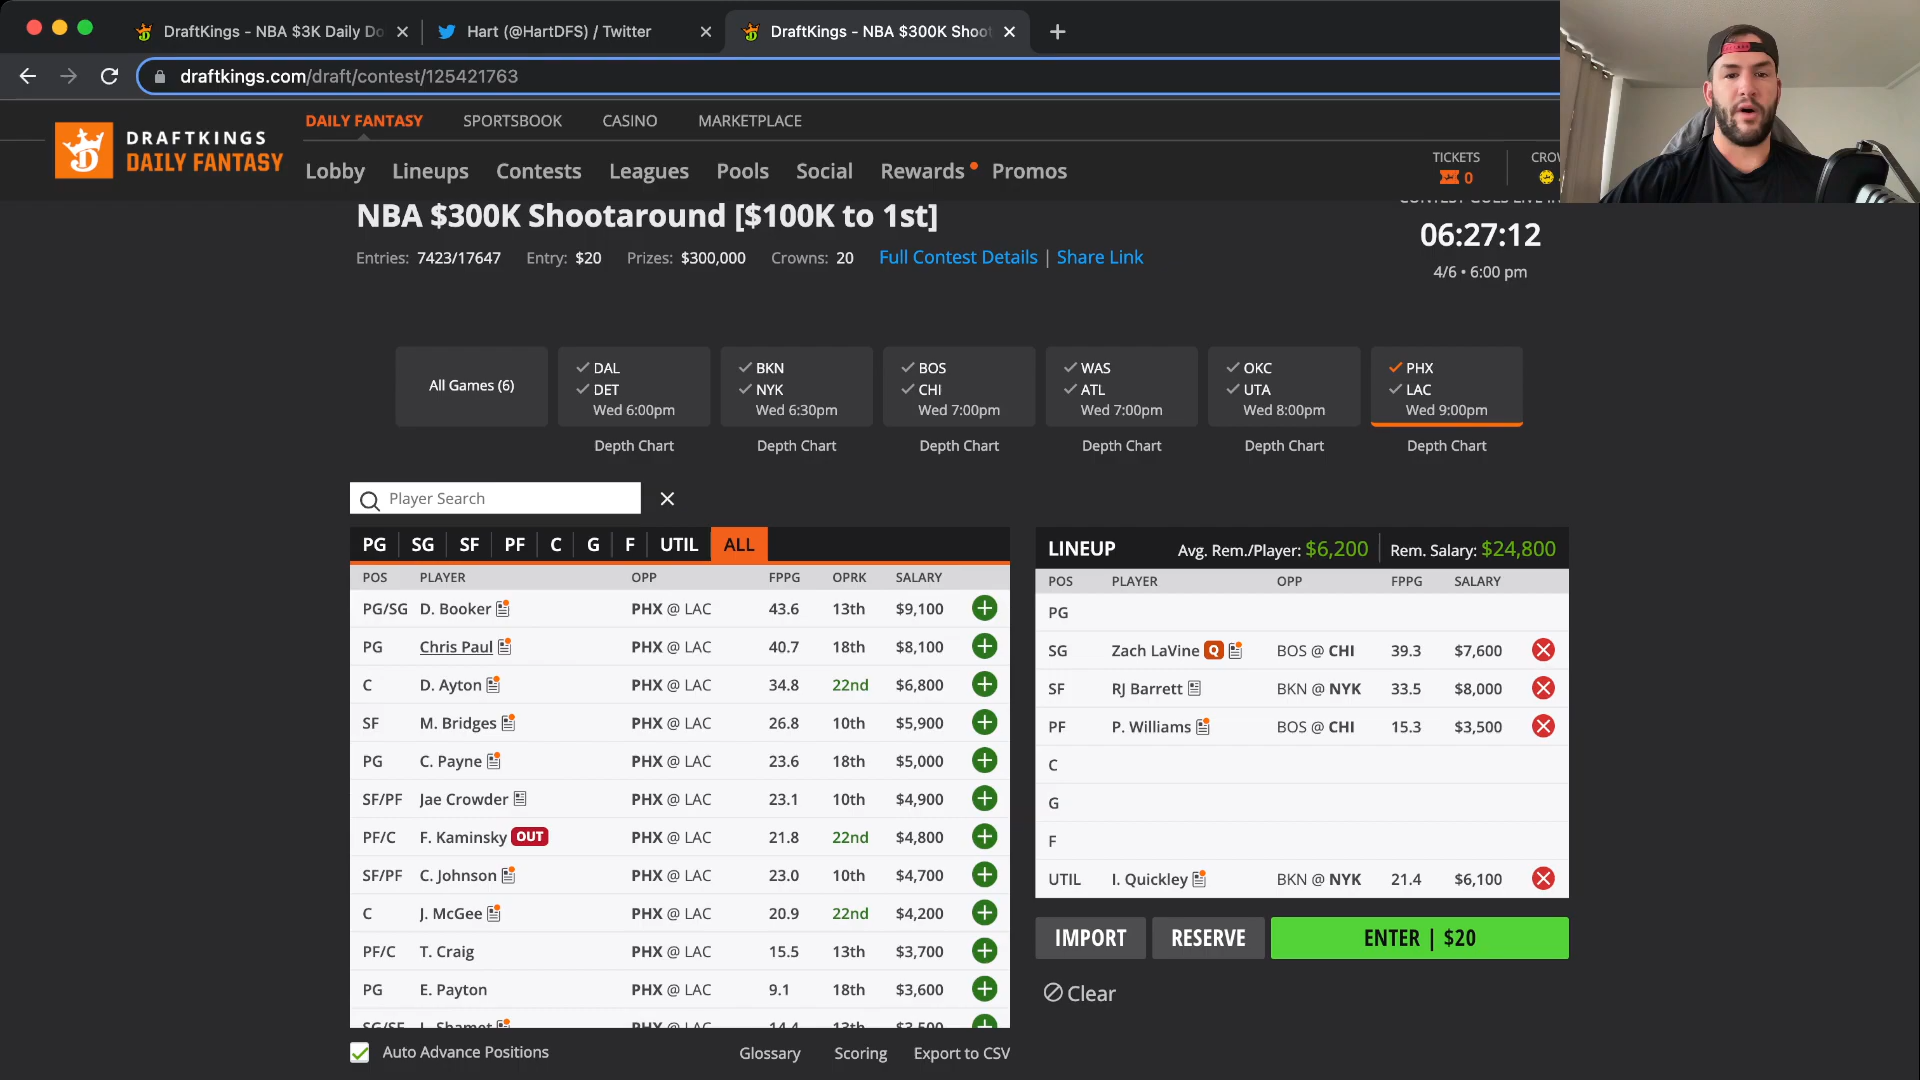 DraftKings - NBA $3K Daily Do
Hart (@HartDFS) / Twitter
DraftKings - NBA $300K Shoot
draftkings.com/draft/contest/125421763
DRAFTKINGS
DAILY FANTASY
DAILY FANTASY SPORTSBOOK CASINO MARKETPLACE
Lobby Lineups Contests Leagues Pools Social Rewards Promos
TICKETS
0
CROW
NBA $300K Shootaround [$100K to 1st]
Entries: 7423/17647 Entry: $20 Prizes: $300,000 Crowns: 20 Full Contest Details | Share Link
CONTEST GOES LIVE IN
06:27:12
4/6 • 6:00 pm
All Games (6)
DAL
DET
Wed 6:00pm
Depth Chart
BKN
NYK
Wed 6:30pm
Depth Chart
BOS
CHI
Wed 7:00pm
Depth Chart
WAS
ATL
Wed 7:00pm
Depth Chart
OKC
UTA
Wed 8:00pm
Depth Chart
PHX
LAC
Wed 9:00pm
Depth Chart
Player Search
PG SG SF PF C G F UTIL ALL
POS PLAYER OPP FPPG OPRK SALARY
PG/SG D. Booker PHX @ LAC 43.6 13th $9,100
PG Chris Paul PHX @ LAC 40.7 18th $8,100
C D. Ayton PHX @ LAC 34.8 22nd $6,800
SF M. Bridges PHX @ LAC 26.8 10th $5,900
PG C. Payne PHX @ LAC 23.6 18th $5,000
SF/PF Jae Crowder PHX @ LAC 23.1 10th $4,900
PF/C F. Kaminsky OUT PHX @ LAC 21.8 22nd $4,800
SF/PF C. Johnson PHX @ LAC 23.0 10th $4,700
C J. McGee PHX @ LAC 20.9 22nd $4,200
PF/C T. Craig PHX @ LAC 15.5 13th $3,700
PG E. Payton PHX @ LAC 9.1 18th $3,600
SG/SF L. Shamet PHX @ LAC 14.4 13th $3,500
Auto Advance Positions Glossary Scoring Export to CSV
LINEUP Avg. Rem./Player: $6,200 Rem. Salary: $24,800
POS PLAYER OPP FPPG SALARY
PG
SG Zach LaVine Q BOS @ CHI 39.3 $7,600
SF RJ Barrett BKN @ NYK 33.5 $8,000
PF P. Williams BOS @ CHI 15.3 $3,500
C
G
F
UTIL I. Quickley BKN @ NYK 21.4 $6,100
IMPORT RESERVE ENTER | $20
Clear